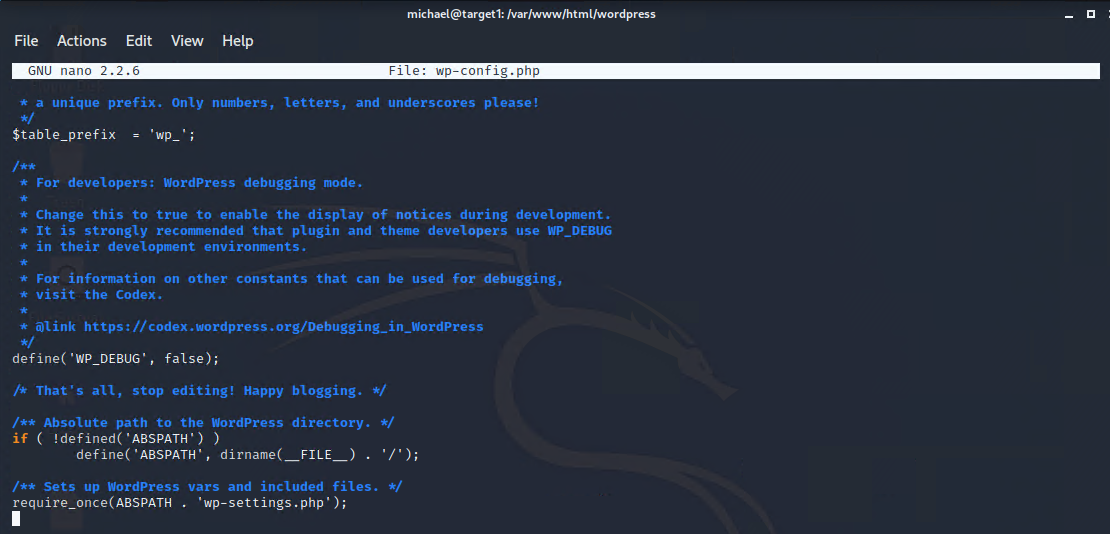 michael@target1: /var/www/html/wordpress
File Actions Edit View Help
GNU nano 2.2.6 File: wp-config.php
* a unique prefix. Only numbers, letters, and underscores please!
*/
$table_prefix  = 'wp_';
/**
* For developers: WordPress debugging mode.
*
* Change this to true to enable the display of notices during development.
* It is strongly recommended that plugin and theme developers use WP_DEBUG
* in their development environments.
*
* For information on other constants that can be used for debugging,
* visit the Codex.
*
* @link https://codex.wordpress.org/Debugging_in_WordPress
*/
define('WP_DEBUG', false);
/* That's all, stop editing! Happy blogging. */
/** Absolute path to the WordPress directory. */
if ( !defined('ABSPATH') )
define('ABSPATH', dirname(__FILE__) . '/');
/** Sets up WordPress vars and included files. */
require_once(ABSPATH . 'wp-settings.php');